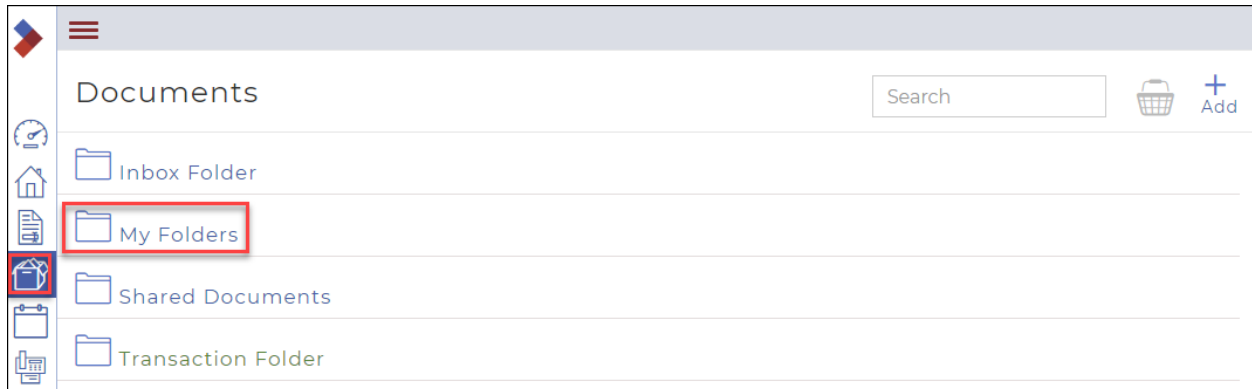 Documents
Search
Add
Inbox Folder
My Folders
Shared Documents
Transaction Folder